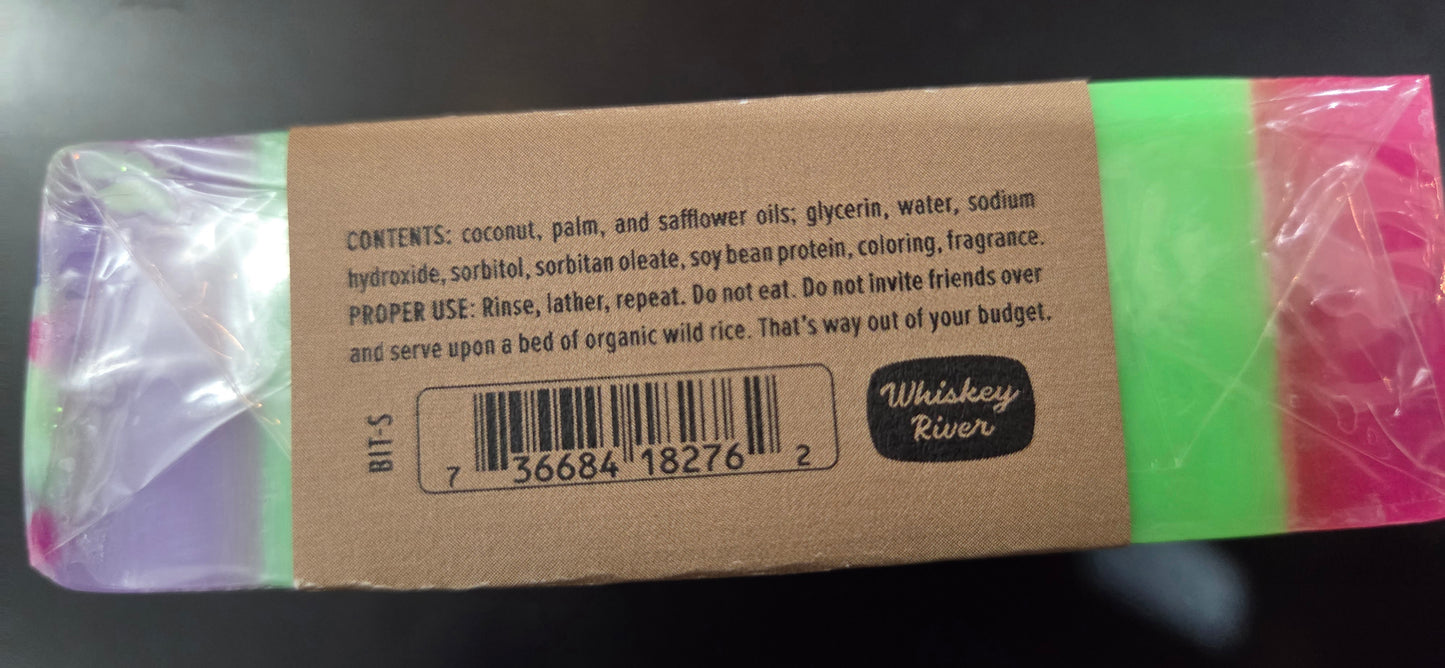 CONTENTS: coconut, palm, and safflower oils; glycerin, water, sodium
hydroxide, sorbitol, sorbitan oleate, soy bean protein, coloring, fragrance.
PROPER USE: Rinse, lather, repeat. Do not eat. Do not invite friends over
and serve upon a bed of organic wild rice. That's way out of your budget.
BIT-S
7 36684 18276 2
Whiskey
River